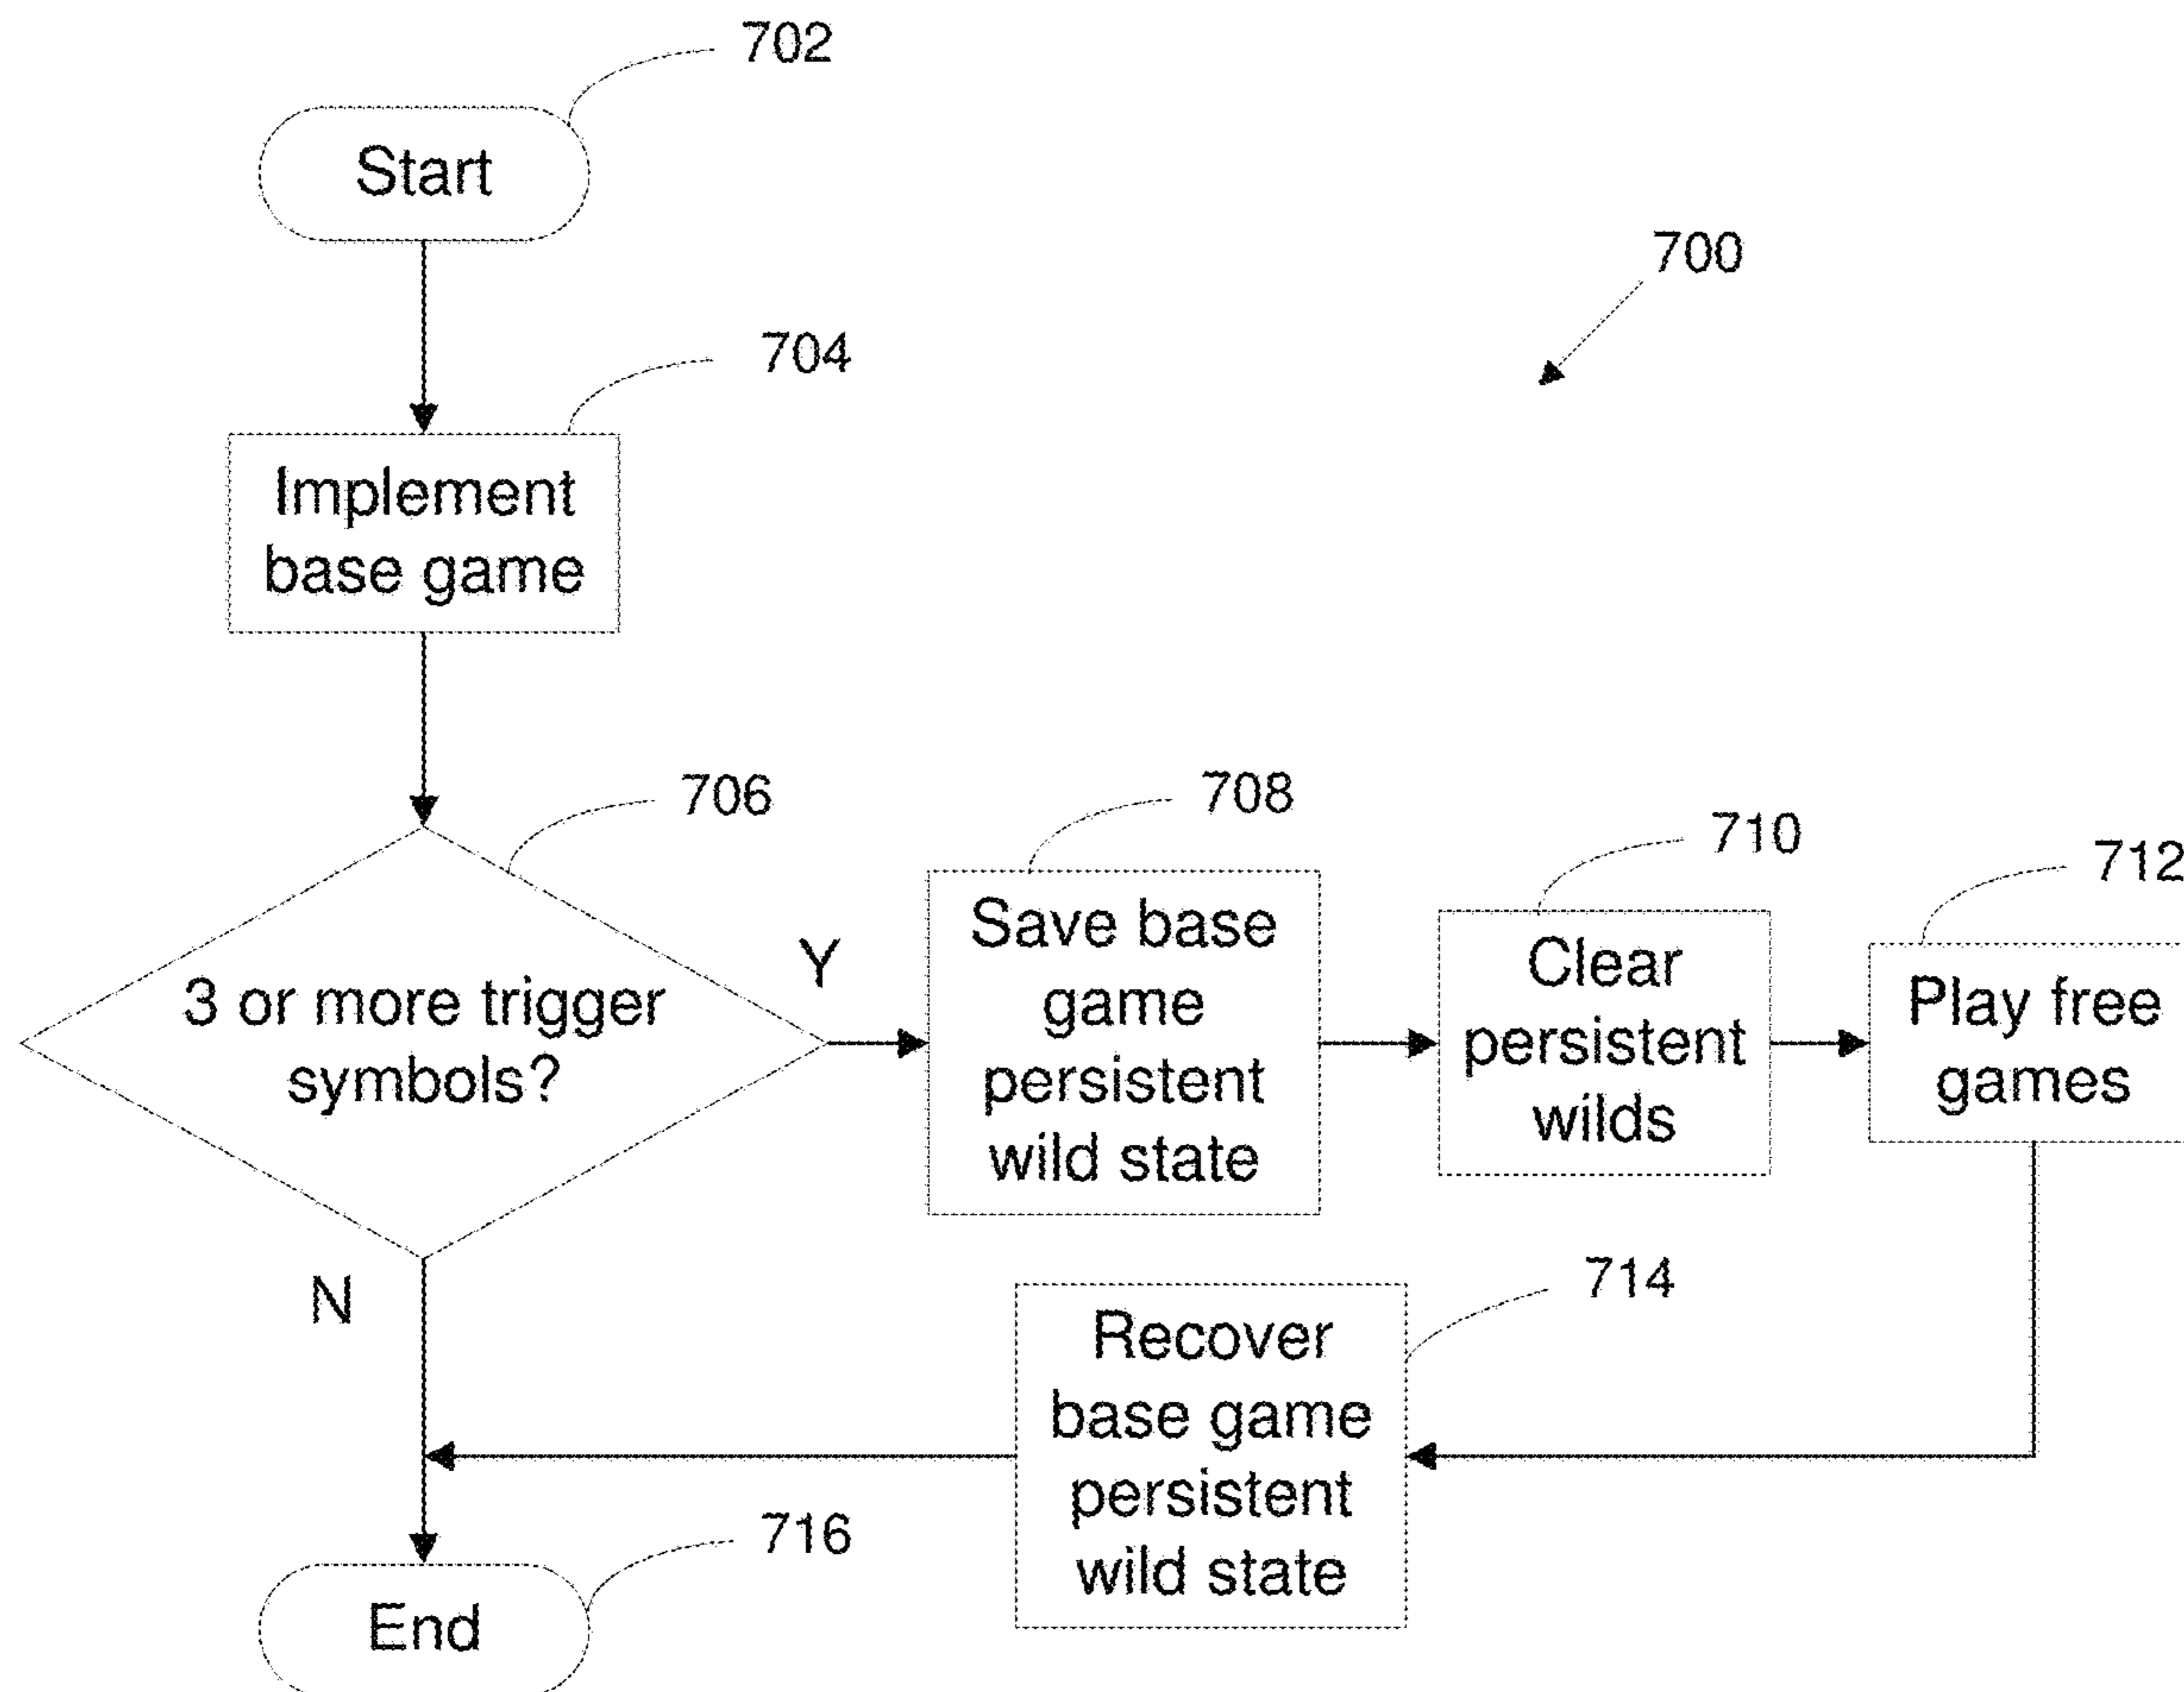 702
Start
700
704
Implement
base game
706
3 or more trigger
symbols?
Y
N
708
Save base
game
persistent
wild state
710
Clear
persistent
wilds
712
Play free
games
714
Recover
base game
persistent
wild state
716
End